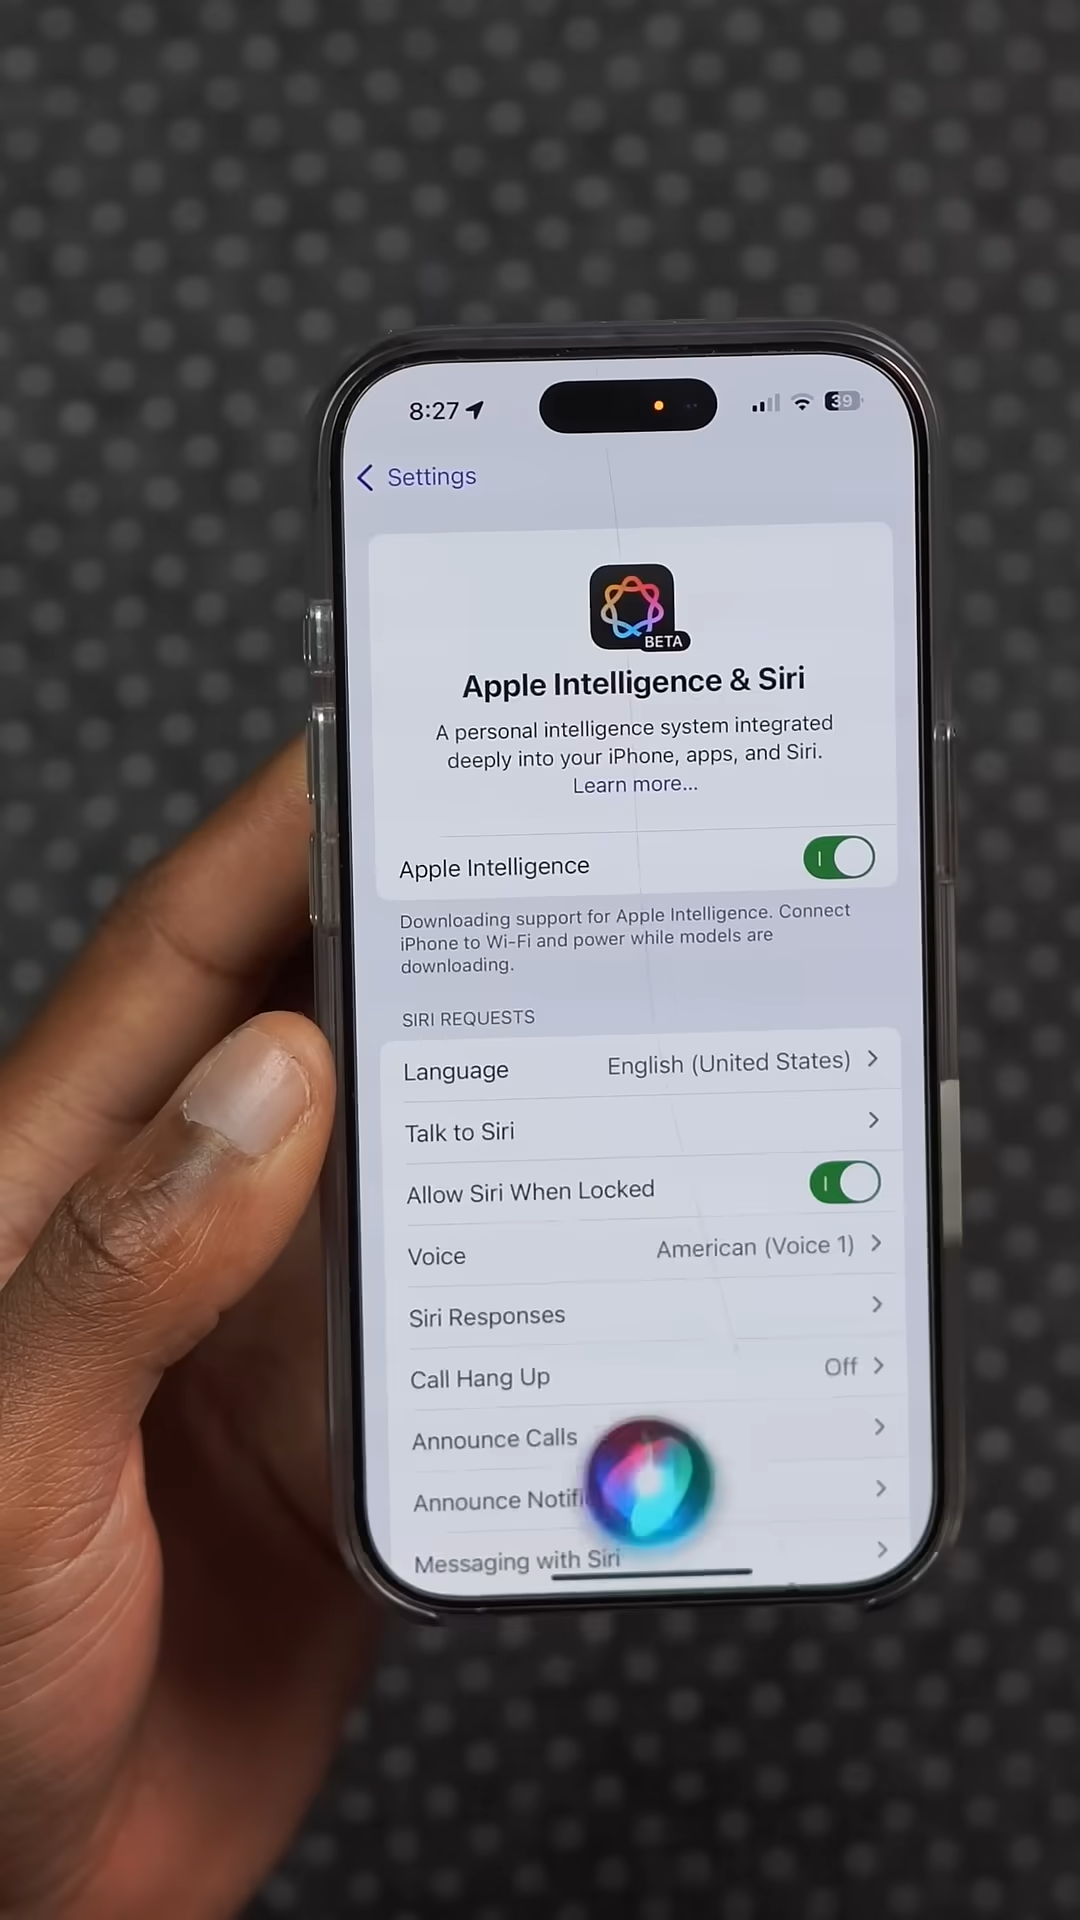 8:27
39
Settings
BETA
Apple Intelligence & Siri
A personal intelligence system integrated
deeply into your iPhone, apps, and Siri.
Learn more...
Apple Intelligence
Downloading support for Apple Intelligence. Connect
iPhone to Wi-Fi and power while models are
downloading.
SIRI REQUESTS
Language English (United States)
Talk to Siri
Allow Siri When Locked
Voice American (Voice 1)
Siri Responses
Call Hang Up Off
Announce Calls
Announce Notifi
Messaging with Siri